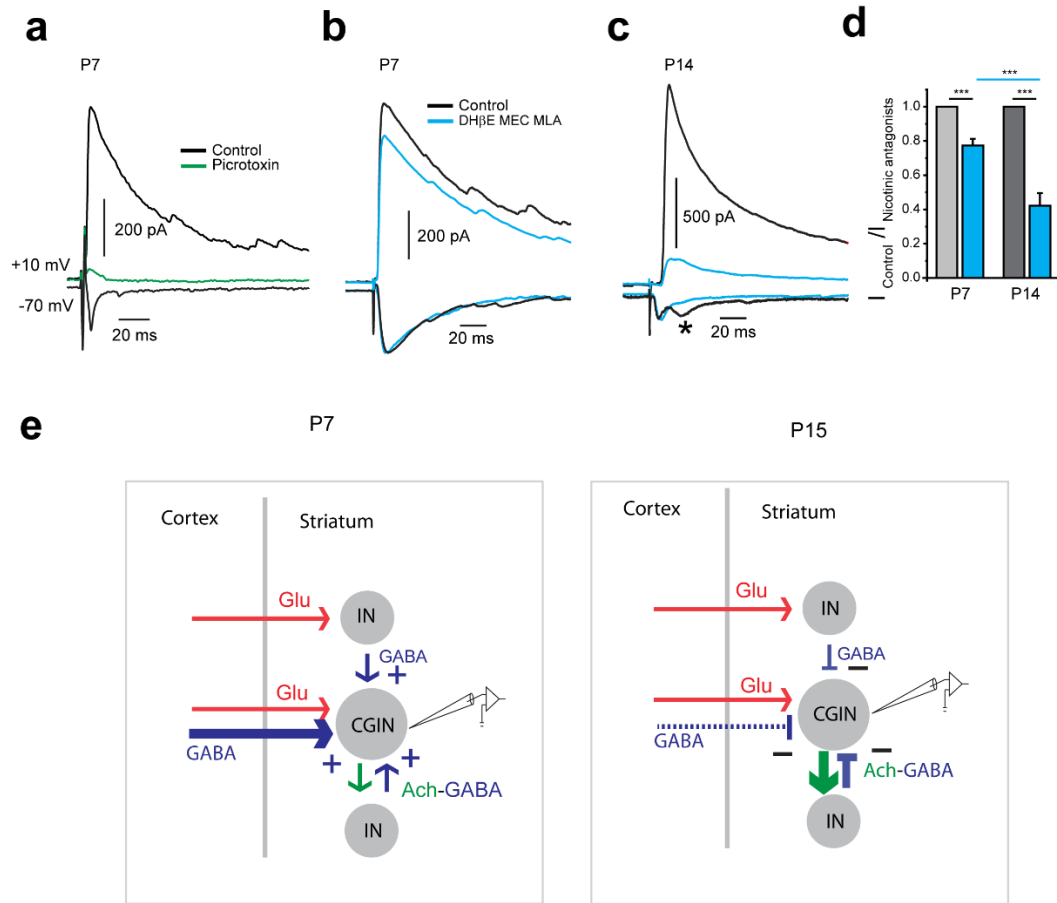 a
P7
Control
Picrotoxin
200 pA
+10 mV
-70 mV
20 ms
b
P7
Control
DHβE MEC MLA
200 pA
20 ms
c
P14
500 pA
*
20 ms
d
***
*** ***
I Control /I Nicotinic antagonists
1.0
0.8
0.6
0.4
0.2
0.0
P7 P14
e
P7
Cortex Striatum
Glu
IN
GABA
+
Glu
CGIN
GABA
+ +
Ach-GABA
IN
P15
Cortex Striatum
Glu
IN
GABA –
Glu
CGIN
GABA
– –
Ach-GABA
IN